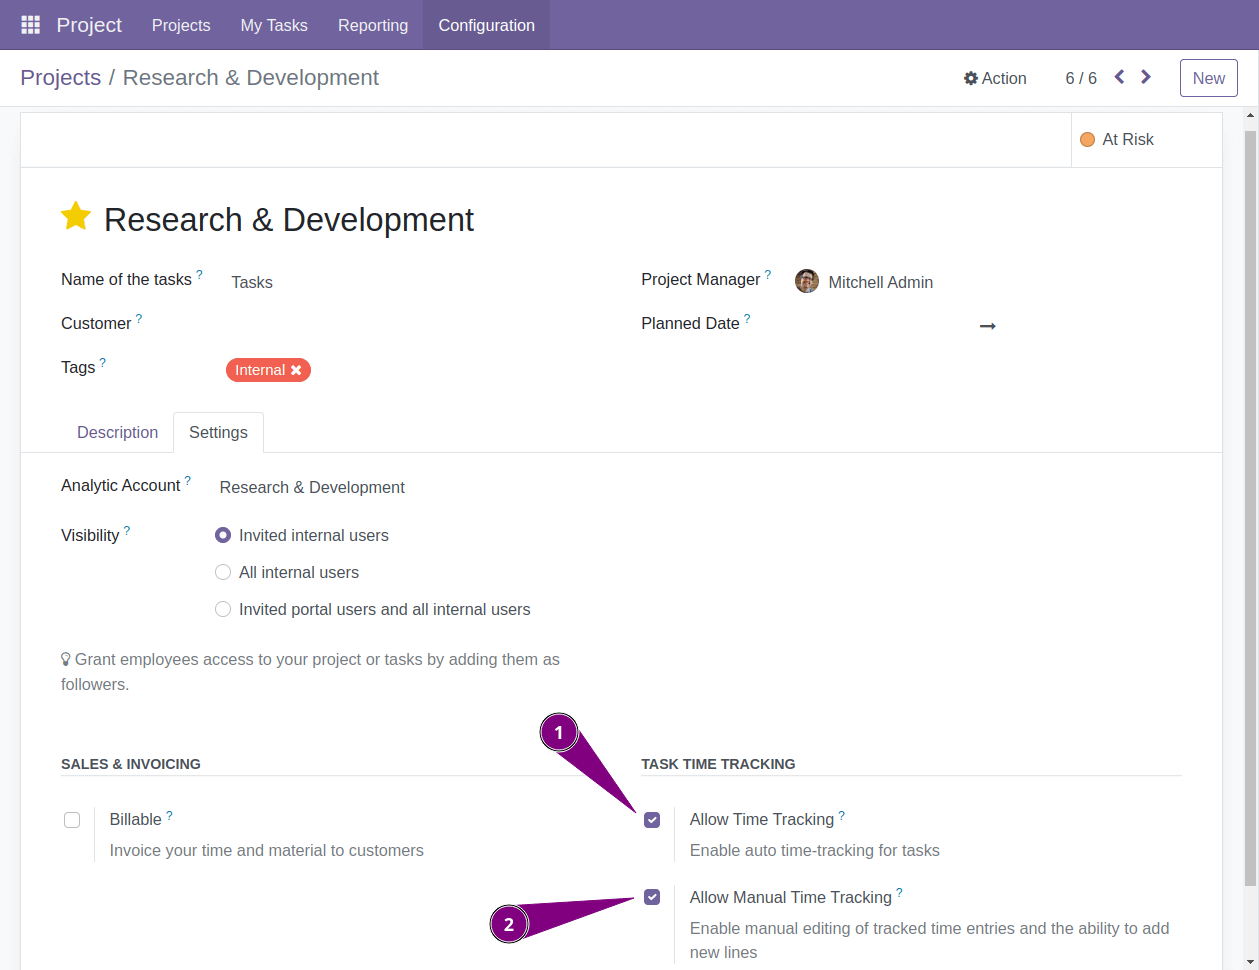 Project Projects My Tasks Reporting Configuration
Projects / Research & Development Action 6 / 6 New
At Risk
Research & Development
Name of the tasks ? Tasks Project Manager ? Mitchell Admin
Customer ? Planned Date ?
Tags ? Internal
Description Settings
Analytic Account ? Research & Development
Visibility ? Invited internal users
All internal users
Invited portal users and all internal users
Grant employees access to your project or tasks by adding them as
followers.
1
SALES & INVOICING TASK TIME TRACKING
Billable ? Allow Time Tracking ?
Invoice your time and material to customers Enable auto time-tracking for tasks
Allow Manual Time Tracking ?
2
Enable manual editing of tracked time entries and the ability to add
new lines